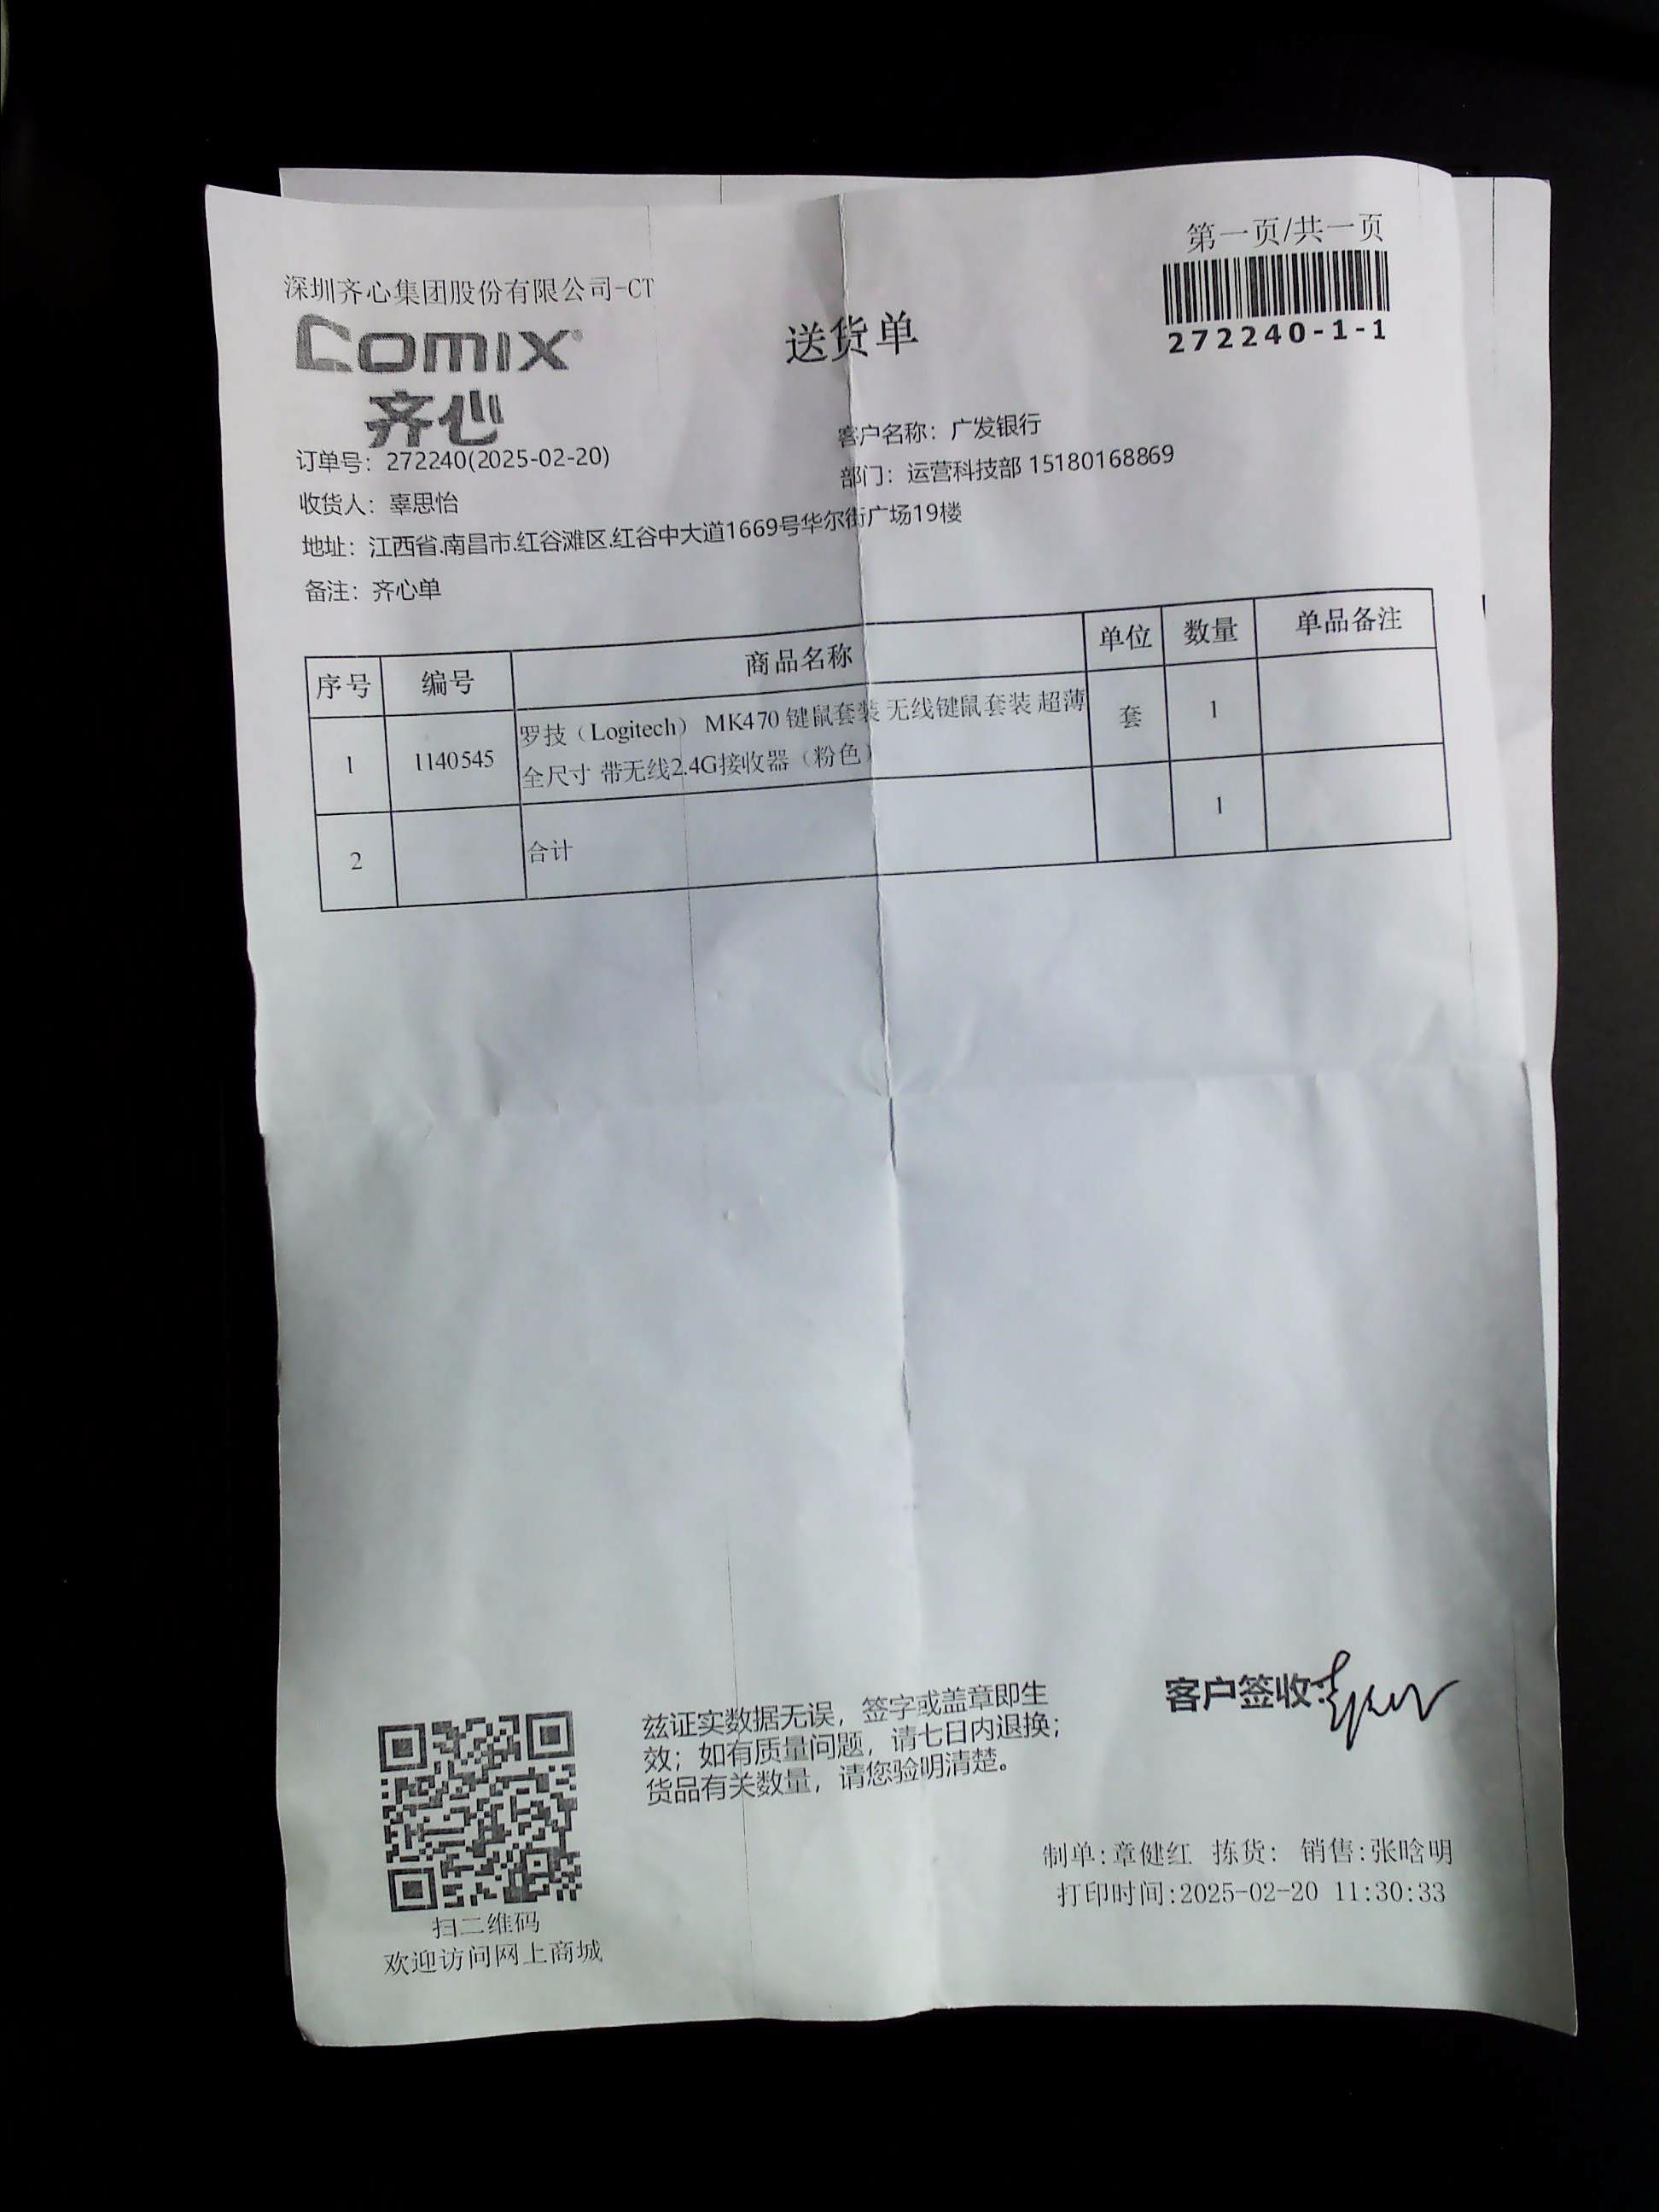 第一页/共一页
深圳齐心集团股份有限公司-CT
comix
齐心
送货单
272240-1-1
订单号：272240(2025-02-20)
客户名称：广发银行
收货人：辜思怡
部门：运营科技部 15180168869
地址：江西省.南昌市.红谷滩区.红谷中大道1669号华尔街广场19楼
备注：齐心单
序号 编号 商品名称 单位 数量 单品备注
1 1140545 罗技（Logitech） MK470 键鼠套装 无线键鼠套装 超薄 套 1
全尺寸 带无线2.4G接收器（粉色）
2 合计 1
客户签收:
兹证实数据无误，签字或盖章即生
效；如有质量问题，请七日内退换；
货品有关数量，请您验明清楚。
制单:章健红 拣货: 销售:张晗明
打印时间:2025-02-20 11:30:33
扫二维码
欢迎访问网上商城